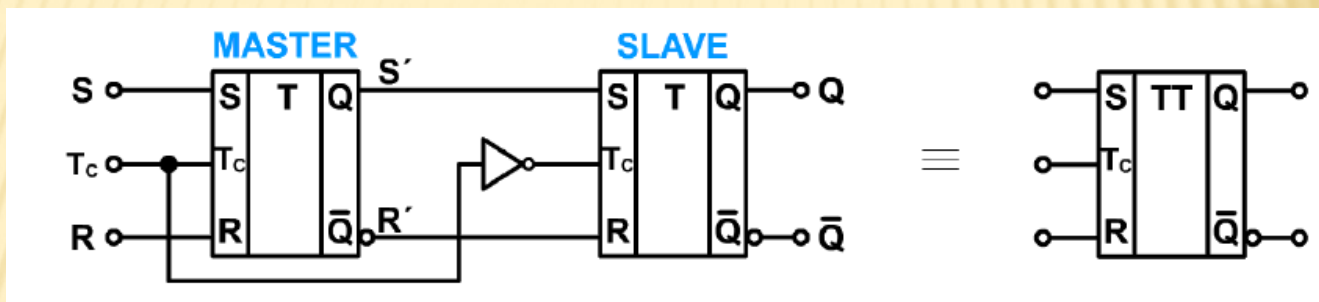 MASTER SLAVE
S S T Q S´ S T Q Q S TT Q
Tc Tc Tc ≡ Tc
R R Q̅ R´ R Q̅ Q̅ R Q̅